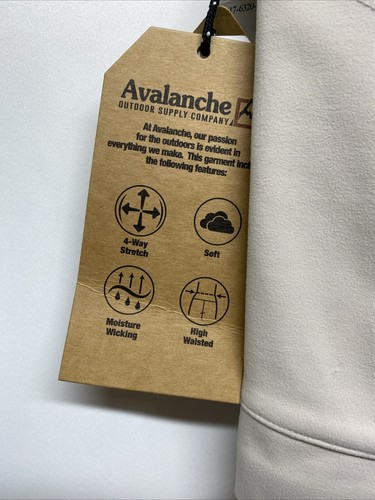 Avalanche
OUTDOOR SUPPLY COMPANY
At Avalanche, our passion
for the outdoors is evident in
everything we make. This garment incl
the following features:
4-Way
Stretch
Soft
Moisture
Wicking
High
Waisted